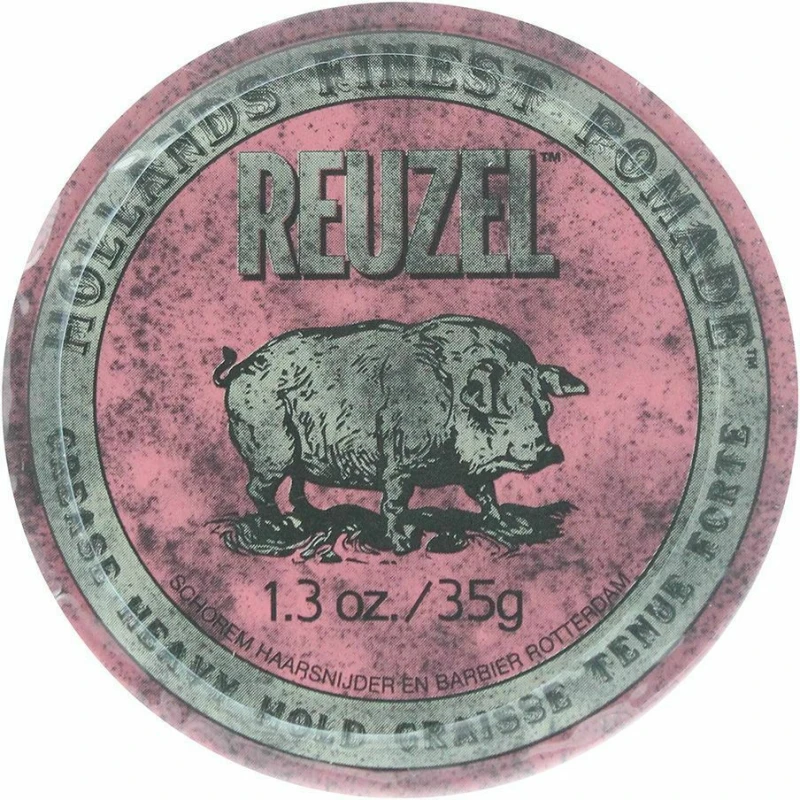 HOLLANDS FINEST POMADE™
REUZEL™
1.3 oz./35g
SCHOREM HAARSNIJDER EN BARBIER ROTTERDAM
GREASE HEAVY HOLD GRAISSE TENUE FORTE